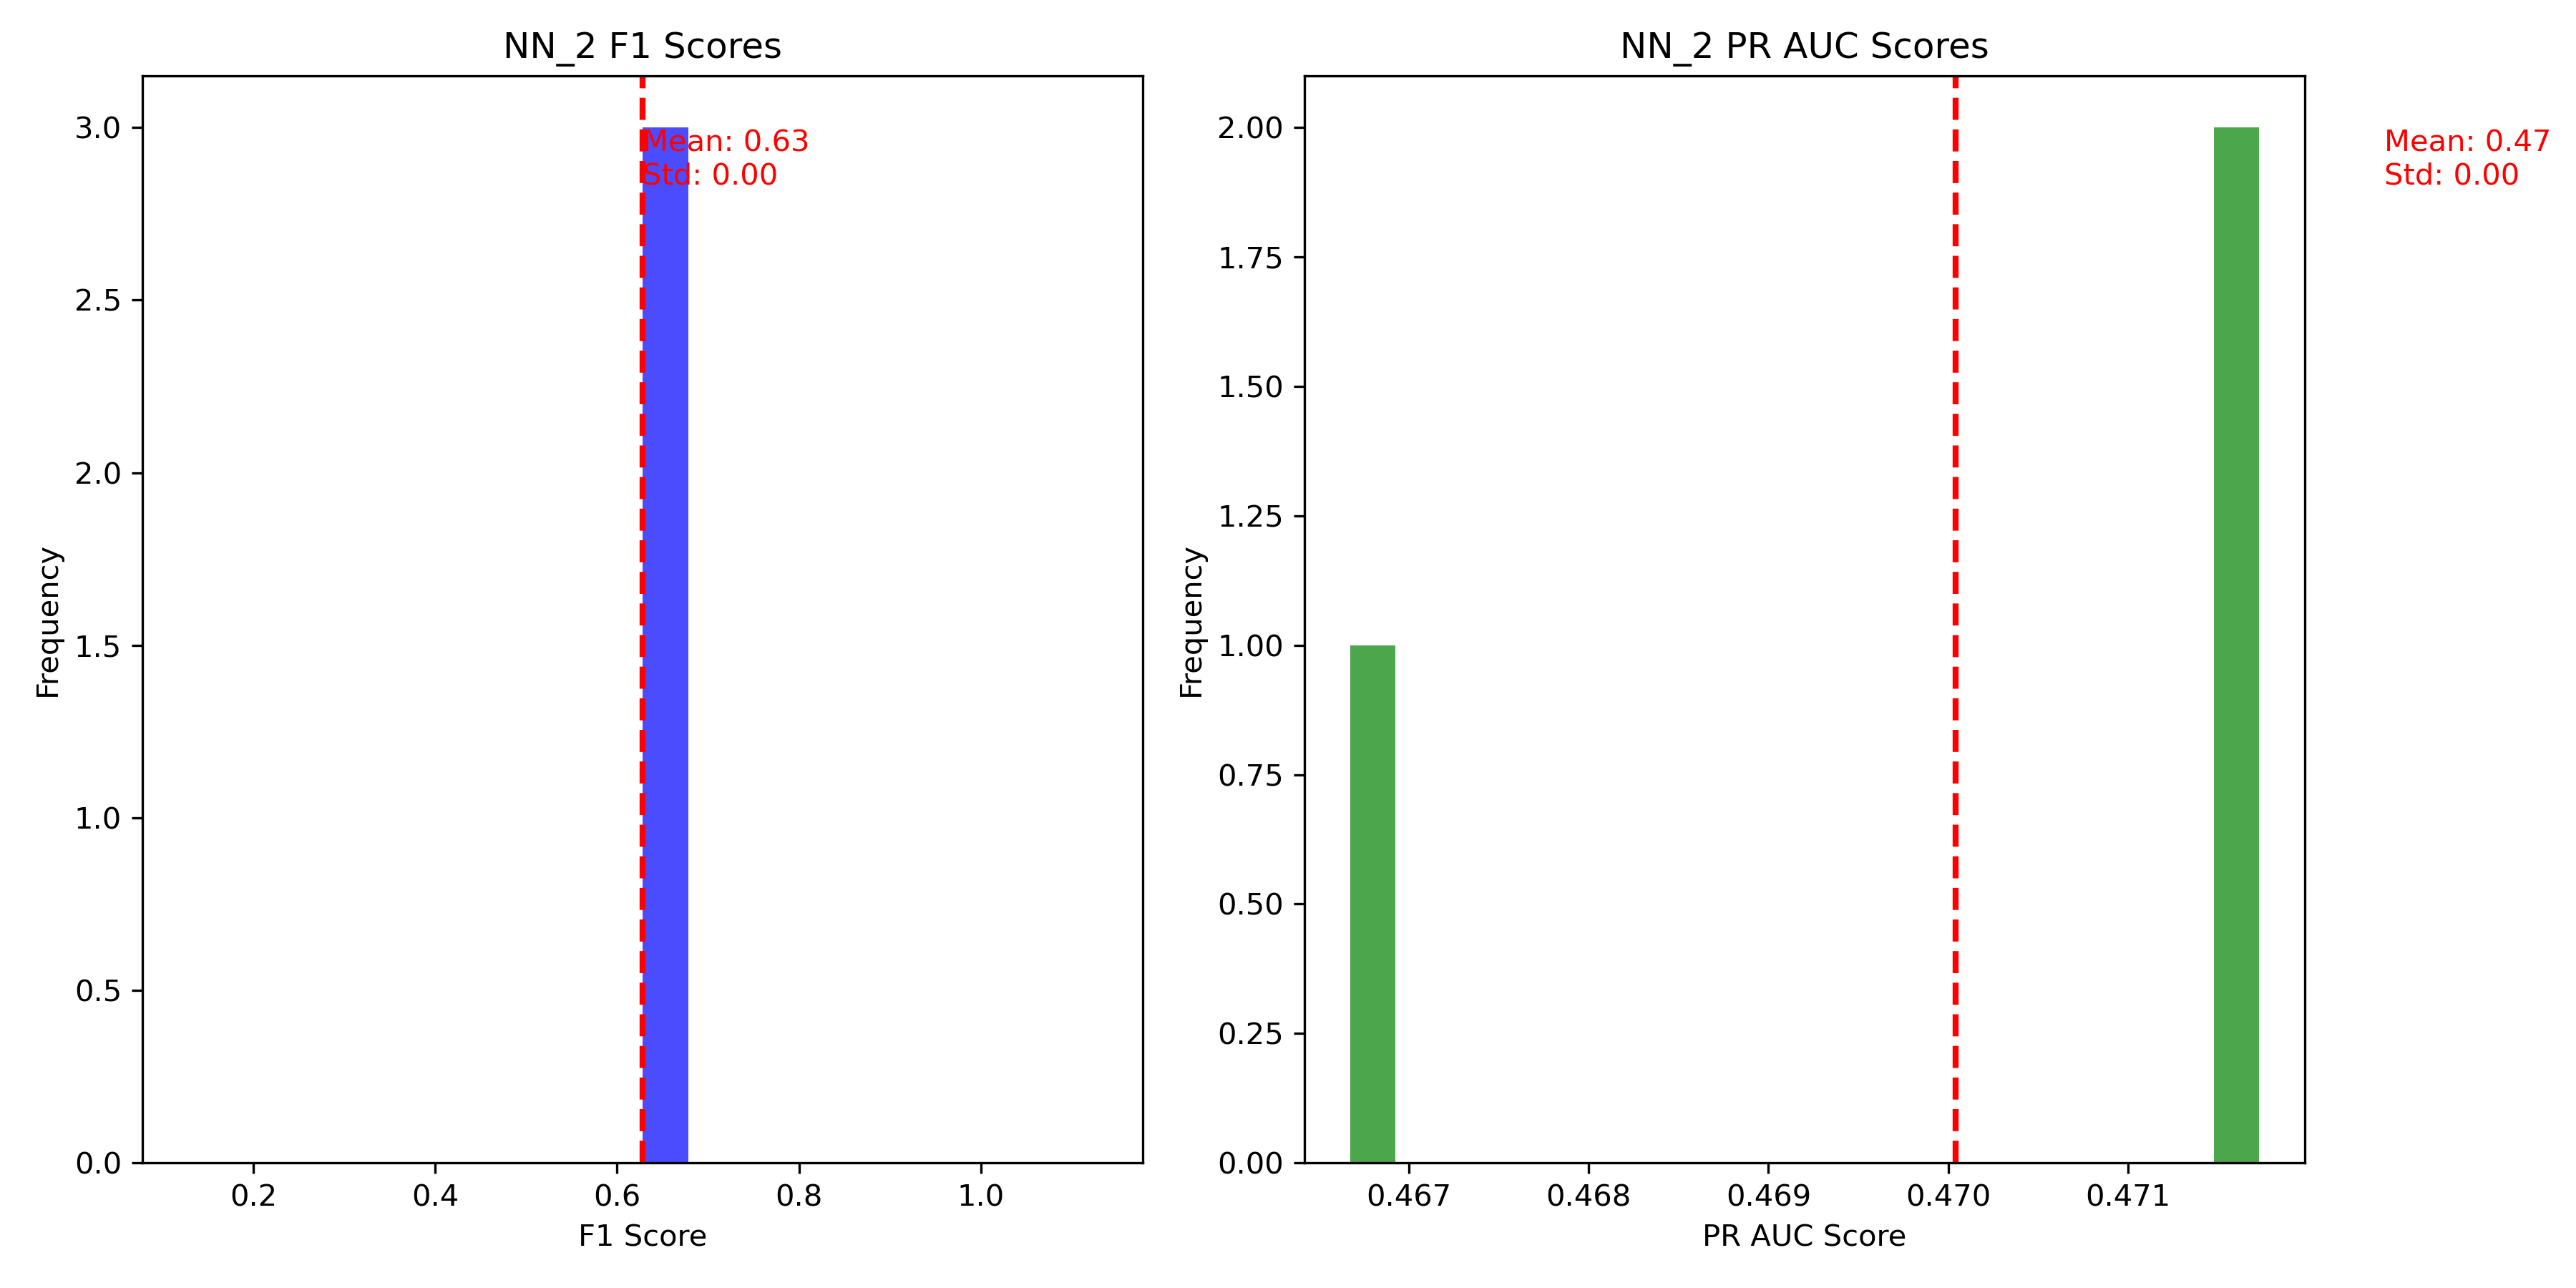 NN_2 F1 Scores
3.0
2.5
2.0
1.5
1.0
0.5
0.0
Frequency
Mean: 0.63
Std: 0.00
0.2 0.4 0.6 0.8 1.0
F1 Score
NN_2 PR AUC Scores
2.00
1.75
1.50
1.25
1.00
0.75
0.50
0.25
0.00
Frequency
Mean: 0.47
Std: 0.00
0.467 0.468 0.469 0.470 0.471
PR AUC Score